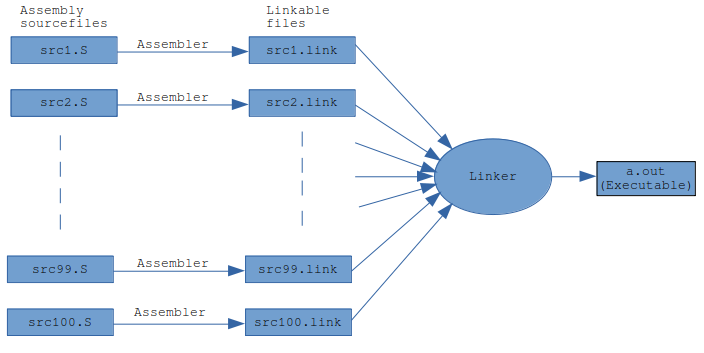 Assembly
sourcefiles
Linkable
files
src1.S
Assembler
src1.link
src2.S
Assembler
src2.link
Linker
a.out
(Executable)
src99.S
Assembler
src99.link
src100.S
Assembler
src100.link